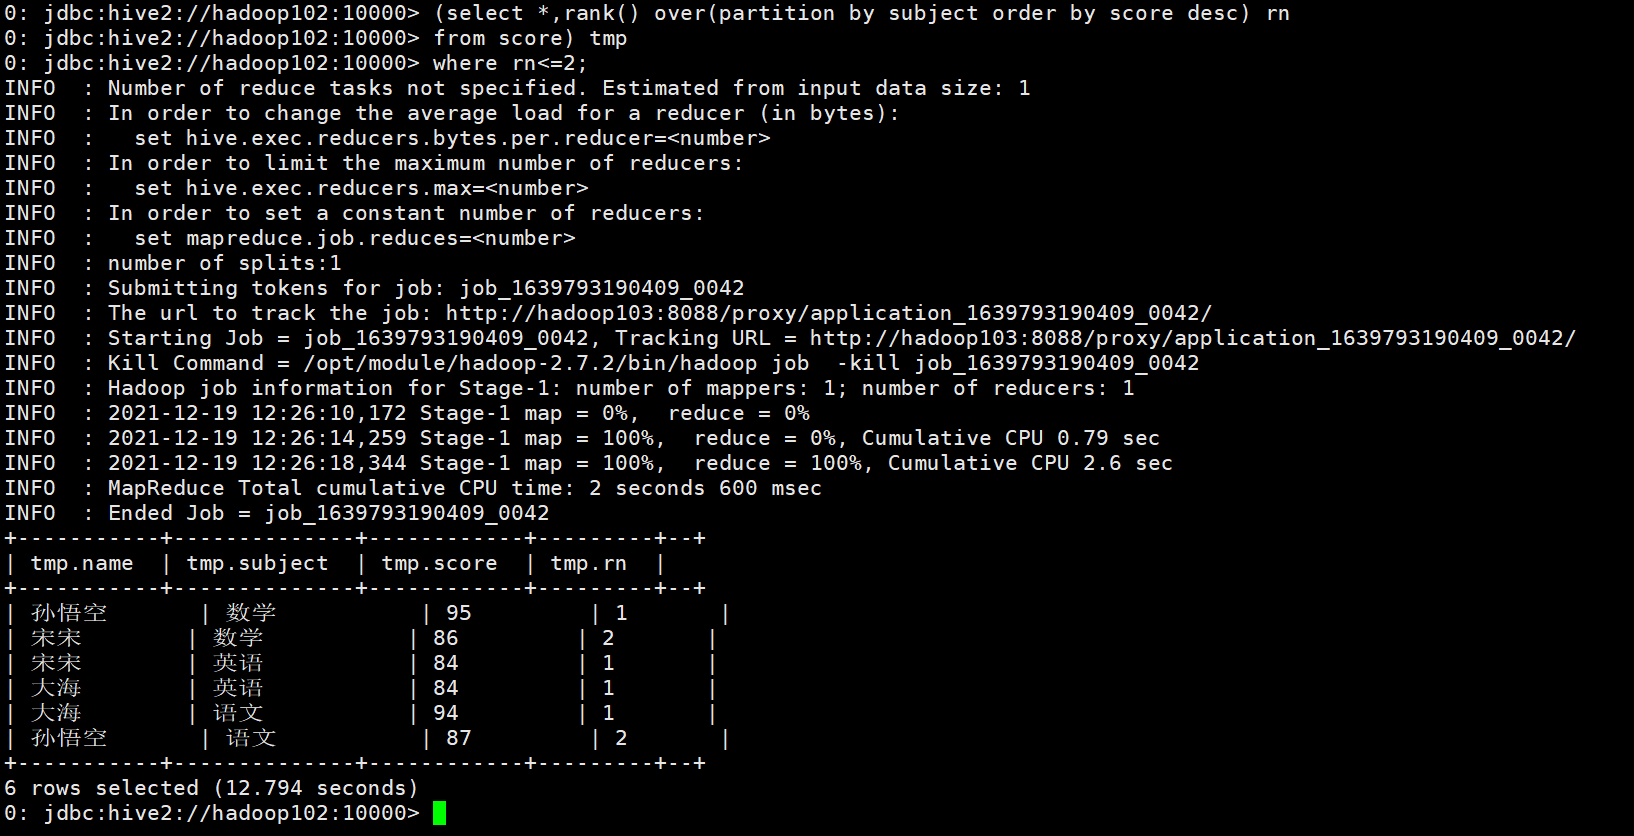 0: jdbc:hive2://hadoop102:10000> (select *,rank() over(partition by subject order by score desc) rn
0: jdbc:hive2://hadoop102:10000> from score) tmp
0: jdbc:hive2://hadoop102:10000> where rn<=2;
INFO  : Number of reduce tasks not specified. Estimated from input data size: 1
INFO  : In order to change the average load for a reducer (in bytes):
INFO  :   set hive.exec.reducers.bytes.per.reducer=<number>
INFO  : In order to limit the maximum number of reducers:
INFO  :   set hive.exec.reducers.max=<number>
INFO  : In order to set a constant number of reducers:
INFO  :   set mapreduce.job.reduces=<number>
INFO  : number of splits:1
INFO  : Submitting tokens for job: job_1639793190409_0042
INFO  : The url to track the job: http://hadoop103:8088/proxy/application_1639793190409_0042/
INFO  : Starting Job = job_1639793190409_0042, Tracking URL = http://hadoop103:8088/proxy/application_1639793190409_0042/
INFO  : Kill Command = /opt/module/hadoop-2.7.2/bin/hadoop job  -kill job_1639793190409_0042
INFO  : Hadoop job information for Stage-1: number of mappers: 1; number of reducers: 1
INFO  : 2021-12-19 12:26:10,172 Stage-1 map = 0%,  reduce = 0%
INFO  : 2021-12-19 12:26:14,259 Stage-1 map = 100%,  reduce = 0%, Cumulative CPU 0.79 sec
INFO  : 2021-12-19 12:26:18,344 Stage-1 map = 100%,  reduce = 100%, Cumulative CPU 2.6 sec
INFO  : MapReduce Total cumulative CPU time: 2 seconds 600 msec
INFO  : Ended Job = job_1639793190409_0042
+-----------+--------------+------------+---------+--+
| tmp.name  | tmp.subject  | tmp.score  | tmp.rn  |
+-----------+--------------+------------+---------+--+
| 孙悟空       | 数学           | 95         | 1       |
| 宋宋        | 数学           | 86         | 2       |
| 宋宋        | 英语           | 84         | 1       |
| 大海        | 英语           | 84         | 1       |
| 大海        | 语文           | 94         | 1       |
| 孙悟空       | 语文           | 87         | 2       |
+-----------+--------------+------------+---------+--+
6 rows selected (12.794 seconds)
0: jdbc:hive2://hadoop102:10000>